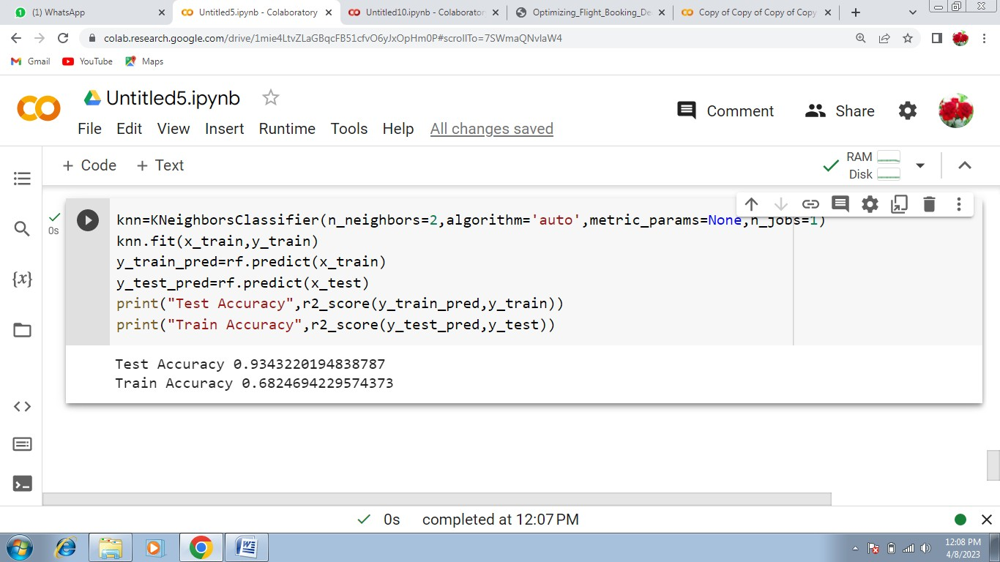 (1) WhatsApp
Untitled5.ipynb - Colaboratory
Untitled10.ipynb - Colaborator
Optimizing_Flight_Booking_De
Copy of Copy of Copy of Copy
colab.research.google.com/drive/1mie4LtvZLaGBqcFB51cfvO6yJxOpHm0P#scrollTo=7SWmaQNvlaW4
Gmail
YouTube
Maps
Untitled5.ipynb
Comment
Share
File Edit View Insert Runtime Tools Help All changes saved
+ Code + Text
RAM
Disk
{x}
0s
knn=KNeighborsClassifier(n_neighbors=2,algorithm='auto',metric_params=None,n_jobs=1)
knn.fit(x_train,y_train)
y_train_pred=rf.predict(x_train)
y_test_pred=rf.predict(x_test)
print("Test Accuracy",r2_score(y_train_pred,y_train))
print("Train Accuracy",r2_score(y_test_pred,y_test))
Test Accuracy 0.9343220194838787
Train Accuracy 0.6824694229574373
0s completed at 12:07 PM
12:08 PM
4/8/2023